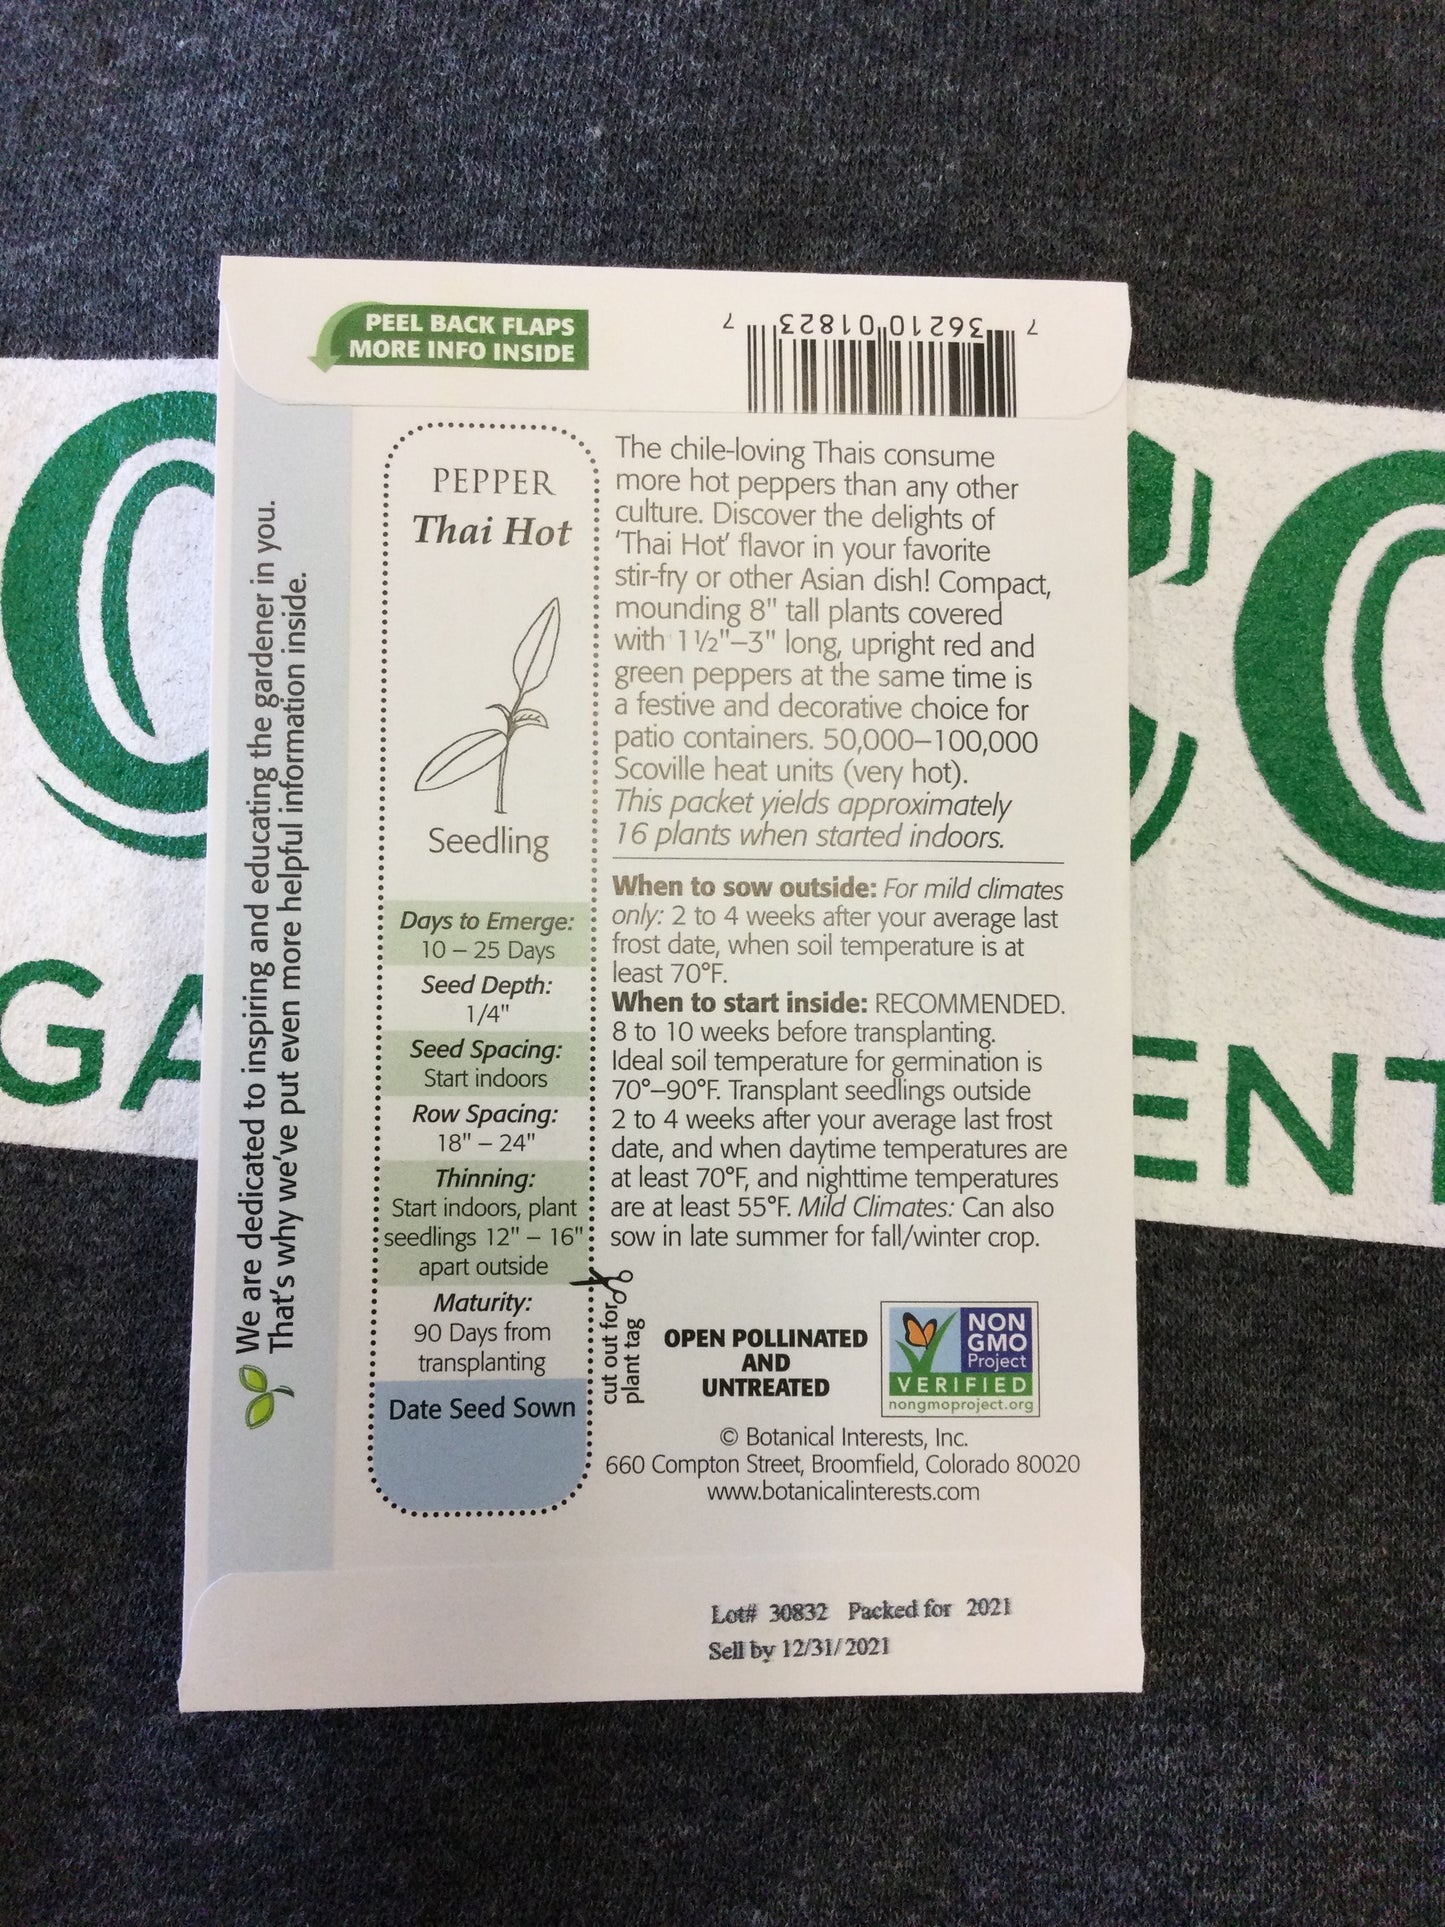 PEEL BACK FLAPS
MORE INFO INSIDE
7 36210 01823 7
We are dedicated to inspiring and educating the gardener in you.
That's why we've put even more helpful information inside.
PEPPER
Thai Hot
Seedling
Days to Emerge:
10 – 25 Days
Seed Depth:
1/4"
Seed Spacing:
Start indoors
Row Spacing:
18" – 24"
Thinning:
Start indoors, plant
seedlings 12" – 16"
apart outside
Maturity:
90 Days from
transplanting
Date Seed Sown
cut out for
plant tag
The chile-loving Thais consume
more hot peppers than any other
culture. Discover the delights of
'Thai Hot' flavor in your favorite
stir-fry or other Asian dish! Compact,
mounding 8" tall plants covered
with 1½"–3" long, upright red and
green peppers at the same time is
a festive and decorative choice for
patio containers. 50,000–100,000
Scoville heat units (very hot).
This packet yields approximately
16 plants when started indoors.
When to sow outside: For mild climates
only: 2 to 4 weeks after your average last
frost date, when soil temperature is at
least 70°F.
When to start inside: RECOMMENDED.
8 to 10 weeks before transplanting.
Ideal soil temperature for germination is
70°–90°F. Transplant seedlings outside
2 to 4 weeks after your average last frost
date, and when daytime temperatures are
at least 70°F, and nighttime temperatures
are at least 55°F. Mild Climates: Can also
sow in late summer for fall/winter crop.
OPEN POLLINATED
AND
UNTREATED
NON
GMO
Project
VERIFIED
nongmoproject.org
© Botanical Interests, Inc.
660 Compton Street, Broomfield, Colorado 80020
www.botanicalinterests.com
Lot# 30832 Packed for 2021
Sell by 12/31/2021
GA
ENT